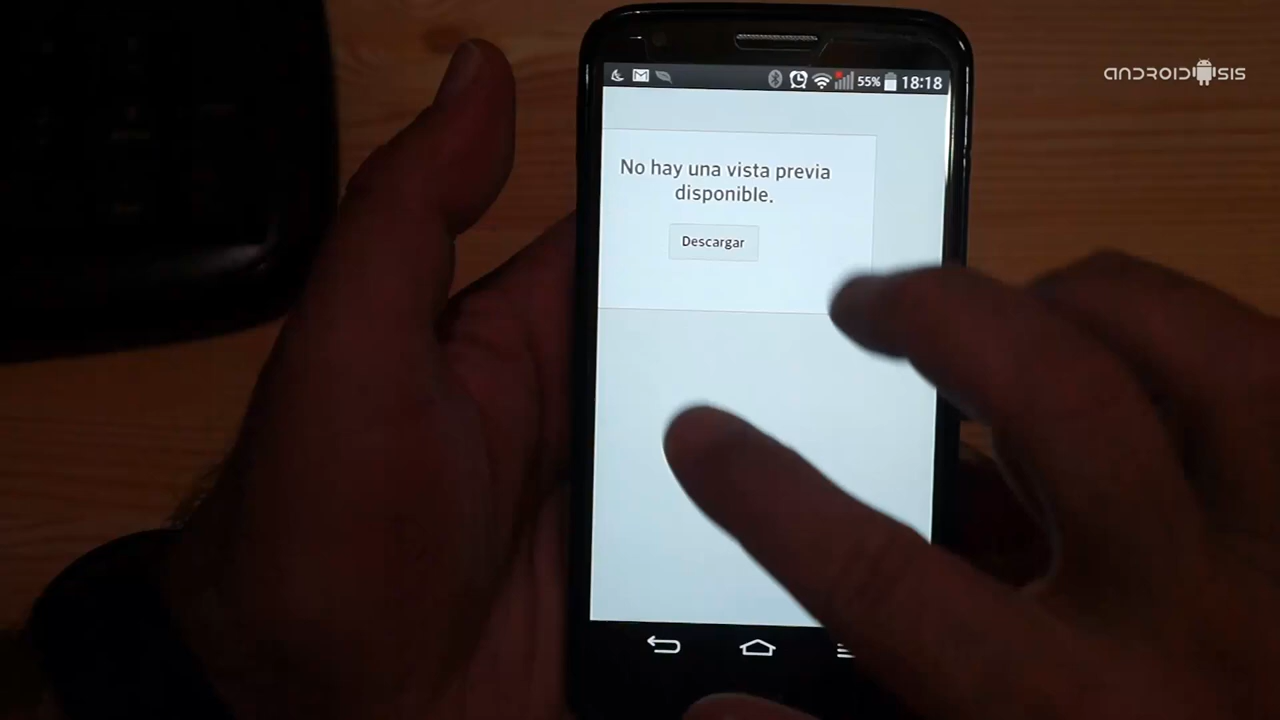 ANDROIDSIS
55% 18:18
No hay una vista previa
disponible.
Descargar